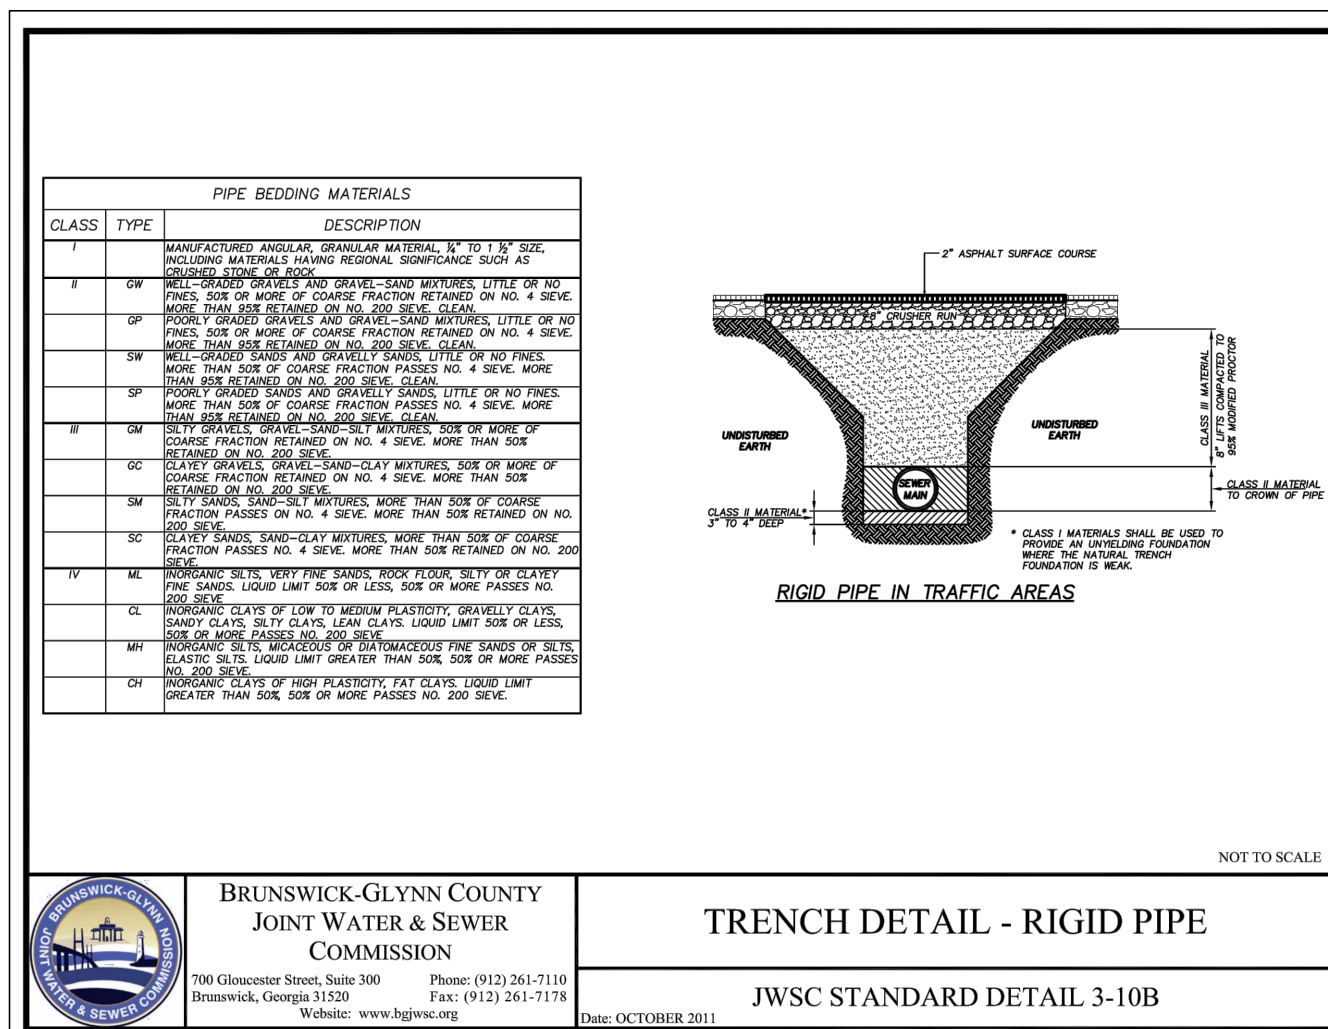 PIPE BEDDING MATERIALS
CLASS TYPE DESCRIPTION
I MANUFACTURED ANGULAR, GRANULAR MATERIAL, ¼" TO 1 ½" SIZE,
INCLUDING MATERIALS HAVING REGIONAL SIGNIFICANCE SUCH AS
CRUSHED STONE OR ROCK
II GW WELL-GRADED GRAVELS AND GRAVEL-SAND MIXTURES, LITTLE OR NO
FINES, 50% OR MORE OF COARSE FRACTION RETAINED ON NO. 4 SIEVE.
MORE THAN 95% RETAINED ON NO. 200 SIEVE. CLEAN.
GP POORLY GRADED GRAVELS AND GRAVEL-SAND MIXTURES, LITTLE OR NO
FINES, 50% OR MORE OF COARSE FRACTION RETAINED ON NO. 4 SIEVE.
MORE THAN 95% RETAINED ON NO. 200 SIEVE. CLEAN.
SW WELL-GRADED SANDS AND GRAVELLY SANDS, LITTLE OR NO FINES.
MORE THAN 50% OF COARSE FRACTION PASSES NO. 4 SIEVE. MORE
THAN 95% RETAINED ON NO. 200 SIEVE. CLEAN.
SP POORLY GRADED SANDS AND GRAVELLY SANDS, LITTLE OR NO FINES.
MORE THAN 50% OF COARSE FRACTION PASSES NO. 4 SIEVE. MORE
THAN 95% RETAINED ON NO. 200 SIEVE. CLEAN.
III GM SILTY GRAVELS, GRAVEL-SAND-SILT MIXTURES, 50% OR MORE OF
COARSE FRACTION RETAINED ON NO. 4 SIEVE. MORE THAN 50%
RETAINED ON NO. 200 SIEVE.
GC CLAYEY GRAVELS, GRAVEL-SAND-CLAY MIXTURES, 50% OR MORE OF
COARSE FRACTION RETAINED ON NO. 4 SIEVE. MORE THAN 50%
RETAINED ON NO. 200 SIEVE.
SM SILTY SANDS, SAND-SILT MIXTURES, MORE THAN 50% OF COARSE
FRACTION PASSES ON NO. 4 SIEVE. MORE THAN 50% RETAINED ON NO.
200 SIEVE.
SC CLAYEY SANDS, SAND-CLAY MIXTURES, MORE THAN 50% OF COARSE
FRACTION PASSES NO. 4 SIEVE. MORE THAN 50% RETAINED ON NO. 200
SIEVE.
IV ML INORGANIC SILTS, VERY FINE SANDS, ROCK FLOUR, SILTY OR CLAYEY
FINE SANDS. LIQUID LIMIT 50% OR LESS, 50% OR MORE PASSES NO.
200 SIEVE
CL INORGANIC CLAYS OF LOW TO MEDIUM PLASTICITY, GRAVELLY CLAYS,
SANDY CLAYS, SILTY CLAYS, LEAN CLAYS. LIQUID LIMIT 50% OR LESS,
50% OR MORE PASSES NO. 200 SIEVE
MH INORGANIC SILTS, MICACEOUS OR DIATOMACEOUS FINE SANDS OR SILTS,
ELASTIC SILTS. LIQUID LIMIT GREATER THAN 50%, 50% OR MORE PASSES
NO. 200 SIEVE.
CH INORGANIC CLAYS OF HIGH PLASTICITY, FAT CLAYS. LIQUID LIMIT
GREATER THAN 50%, 50% OR MORE PASSES NO. 200 SIEVE.
2" ASPHALT SURFACE COURSE
8" CRUSHER RUN
CLASS III MATERIAL
8" LIFTS COMPACTED TO
95% MODIFIED PROCTOR
UNDISTURBED
EARTH
UNDISTURBED
EARTH
SEWER
MAIN
CLASS II MATERIAL
TO CROWN OF PIPE
CLASS II MATERIAL*
3" TO 4" DEEP
* CLASS I MATERIALS SHALL BE USED TO
PROVIDE AN UNYIELDING FOUNDATION
WHERE THE NATURAL TRENCH
FOUNDATION IS WEAK.
RIGID PIPE IN TRAFFIC AREAS
NOT TO SCALE
BRUNSWICK-GLYNN JOINT WATER & SEWER COMMISSION
BRUNSWICK-GLYNN COUNTY
JOINT WATER & SEWER
COMMISSION
700 Gloucester Street, Suite 300 Phone: (912) 261-7110
Brunswick, Georgia 31520 Fax: (912) 261-7178
Website: www.bgjwsc.org
TRENCH DETAIL - RIGID PIPE
JWSC STANDARD DETAIL 3-10B
Date: OCTOBER 2011